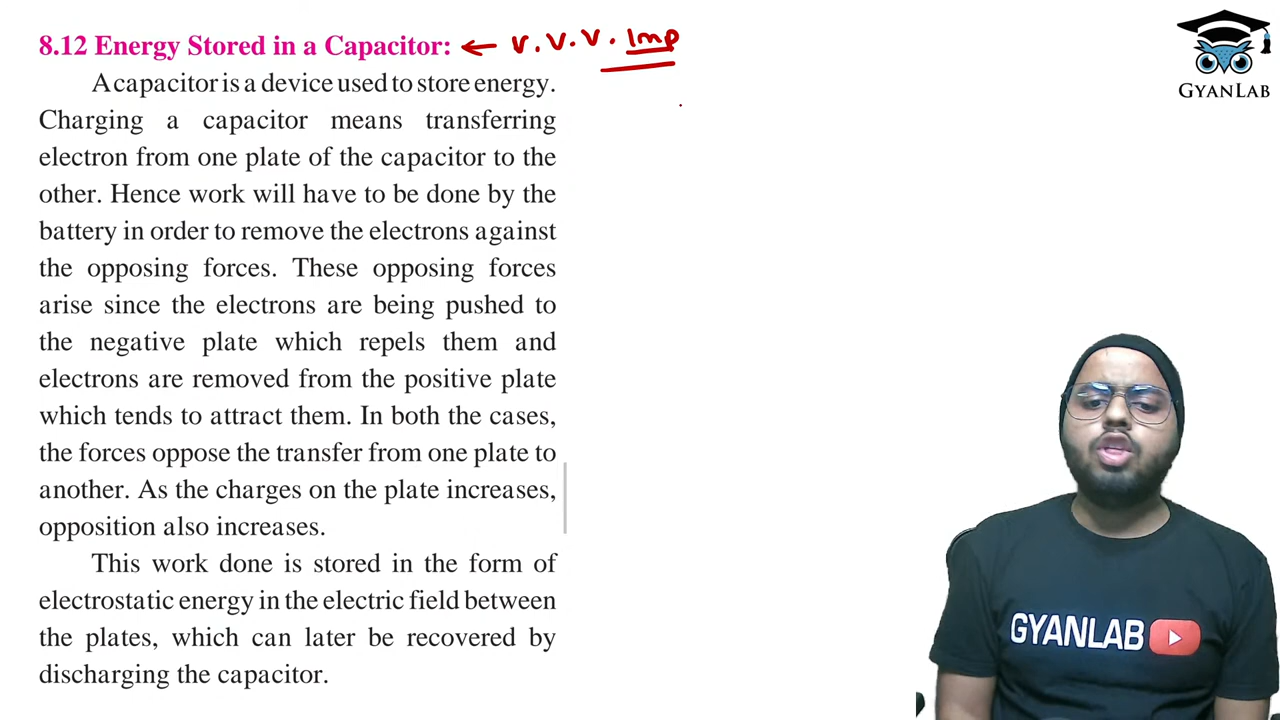 8.12 Energy Stored in a Capacitor: ← V. V. V. Imp
A capacitor is a device used to store energy.
Charging a capacitor means transferring
electron from one plate of the capacitor to the
other. Hence work will have to be done by the
battery in order to remove the electrons against
the opposing forces. These opposing forces
arise since the electrons are being pushed to
the negative plate which repels them and
electrons are removed from the positive plate
which tends to attract them. In both the cases,
the forces oppose the transfer from one plate to
another. As the charges on the plate increases,
opposition also increases.
This work done is stored in the form of
electrostatic energy in the electric field between
the plates, which can later be recovered by
discharging the capacitor.
GYANLAB
GYANLAB